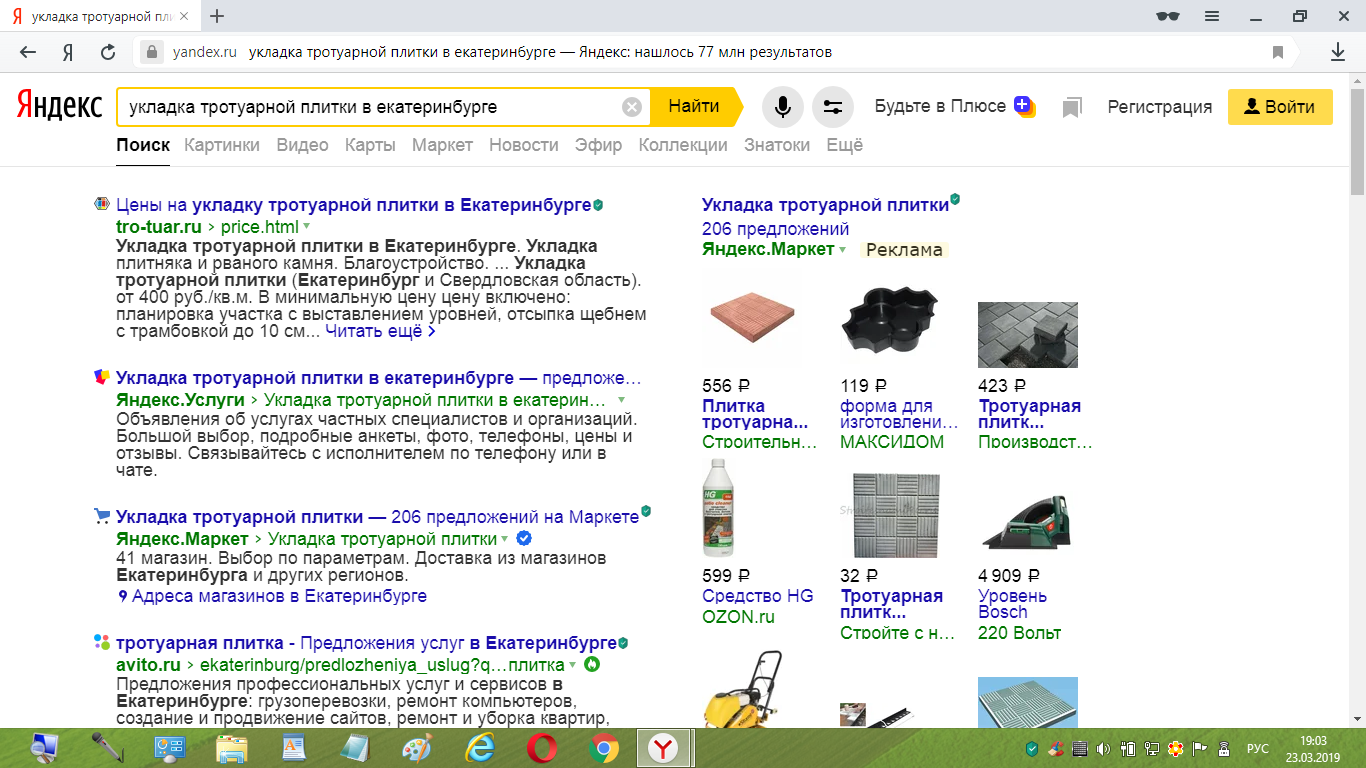 укладка тротуарной пли
yandex.ru укладка тротуарной плитки в екатеринбурге — Яндекс: нашлось 77 млн результатов
Яндекс укладка тротуарной плитки в екатеринбурге Найти Будьте в Плюсе Регистрация Войти
Поиск Картинки Видео Карты Маркет Новости Эфир Коллекции Знатоки Ещё
Цены на укладку тротуарной плитки в Екатеринбурге
tro-tuar.ru › price.html
Укладка тротуарной плитки в Екатеринбурге. Укладка
плитняка и рваного камня. Благоустройство. ... Укладка
тротуарной плитки (Екатеринбург и Свердловская область).
от 400 руб./кв.м. В минимальную цену цену включено:
планировка участка с выставлением уровней, отсыпка щебнем
с трамбовкой до 10 см... Читать ещё ›
Укладка тротуарной плитки в екатеринбурге — предложе…
Яндекс.Услуги › Укладка тротуарной плитки в екатерин…
Объявления об услугах частных специалистов и организаций.
Большой выбор, подробные анкеты, фото, телефоны, цены и
отзывы. Связывайтесь с исполнителем по телефону или в
чате.
Укладка тротуарной плитки — 206 предложений на Маркете
Яндекс.Маркет › Укладка тротуарной плитки
41 магазин. Выбор по параметрам. Доставка из магазинов
Екатеринбурга и других регионов.
Адреса магазинов в Екатеринбурге
тротуарная плитка - Предложения услуг в Екатеринбурге
avito.ru › ekaterinburg/predlozheniya_uslug?q…плитка
Предложения профессиональных услуг и сервисов в
Екатеринбурге: грузоперевозки, ремонт компьютеров,
создание и продвижение сайтов, ремонт и уборка квартир,
Укладка тротуарной плитки
206 предложений
Яндекс.Маркет Реклама
556 ₽ 119 ₽ 423 ₽
Плитка форма для Тротуарная
тротуарна… изготовлени… плитк…
Строительн… МАКСИДОМ Производст…
HG
599 ₽ 32 ₽ 4 909 ₽
Средство HG Тротуарная Уровень
плитк… Bosch
OZON.ru Стройте с н… 220 Вольт
РУС 19:03
23.03.2019